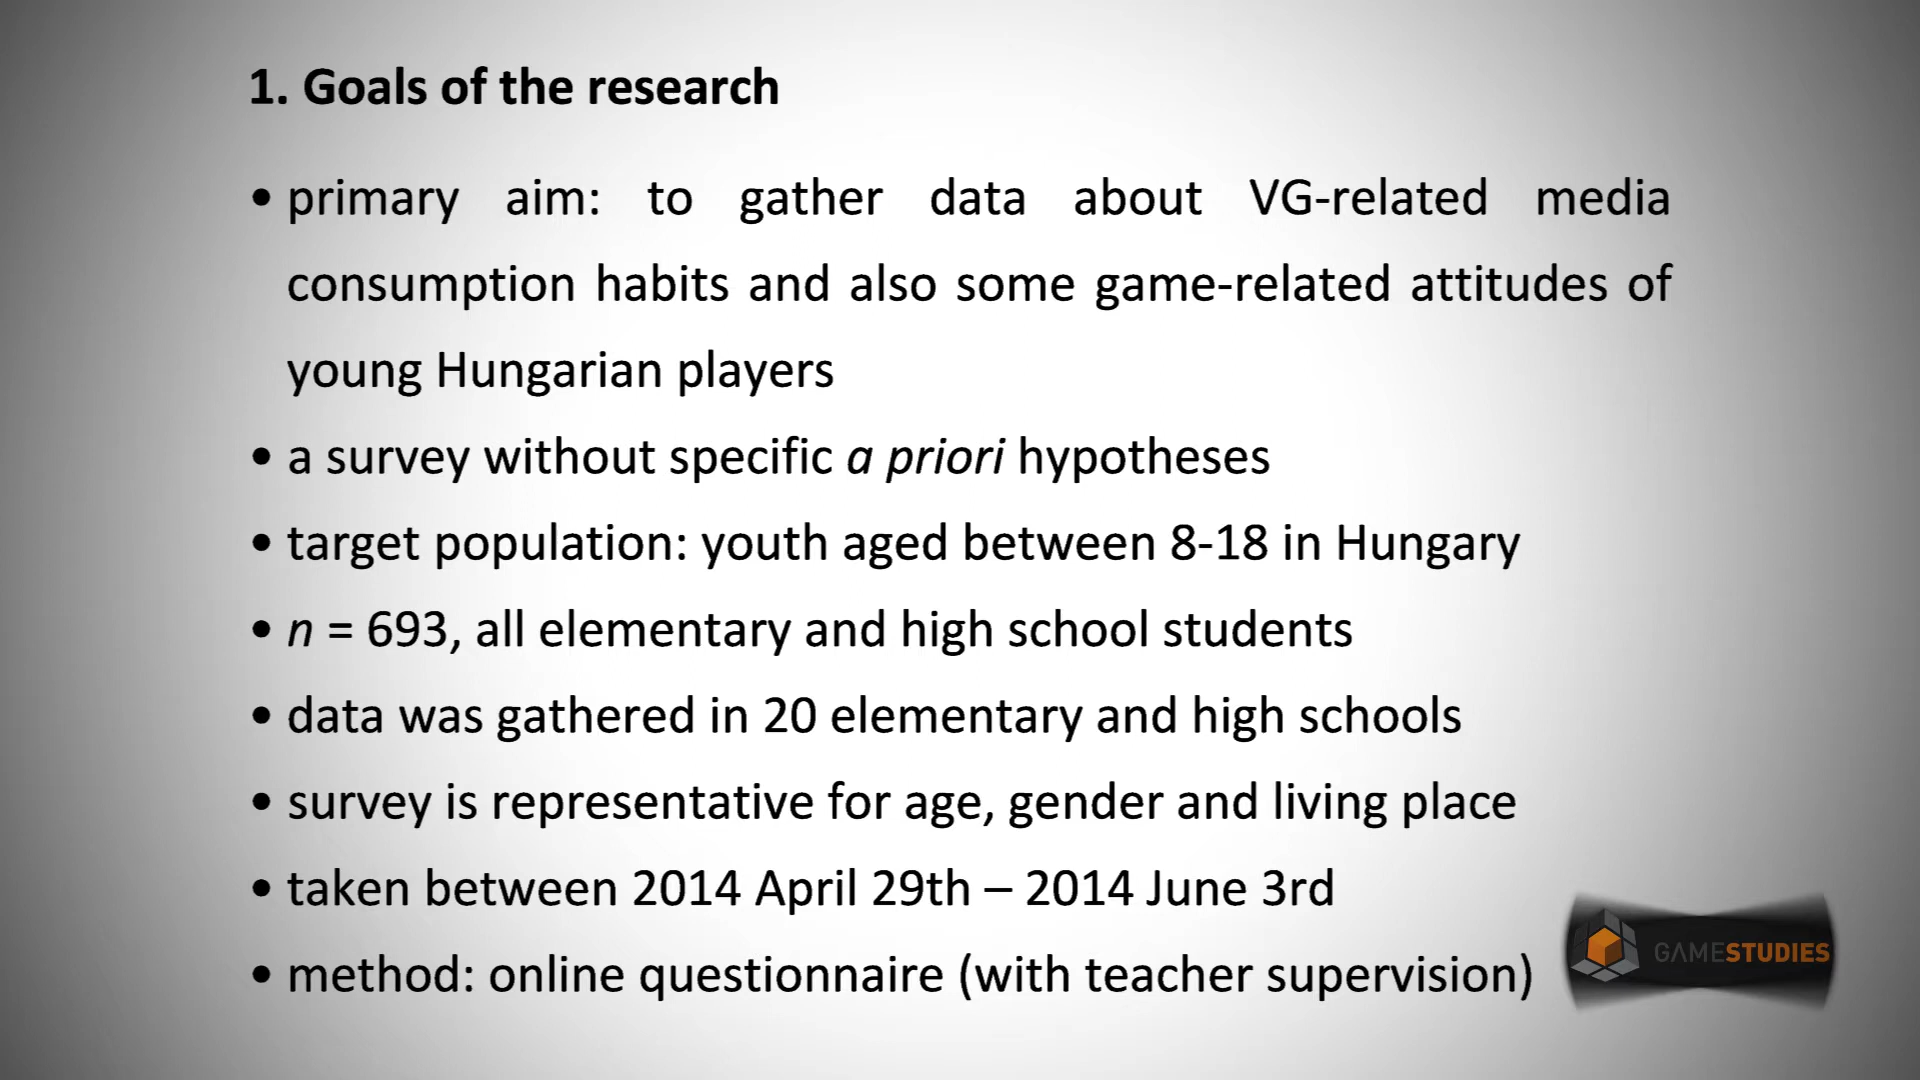 1. Goals of the research
• primary aim: to gather data about VG-related media
consumption habits and also some game-related attitudes of
young Hungarian players
• a survey without specific a priori hypotheses
• target population: youth aged between 8-18 in Hungary
• n = 693, all elementary and high school students
• data was gathered in 20 elementary and high schools
• survey is representative for age, gender and living place
• taken between 2014 April 29th – 2014 June 3rd
• method: online questionnaire (with teacher supervision)
GAMESTUDIES